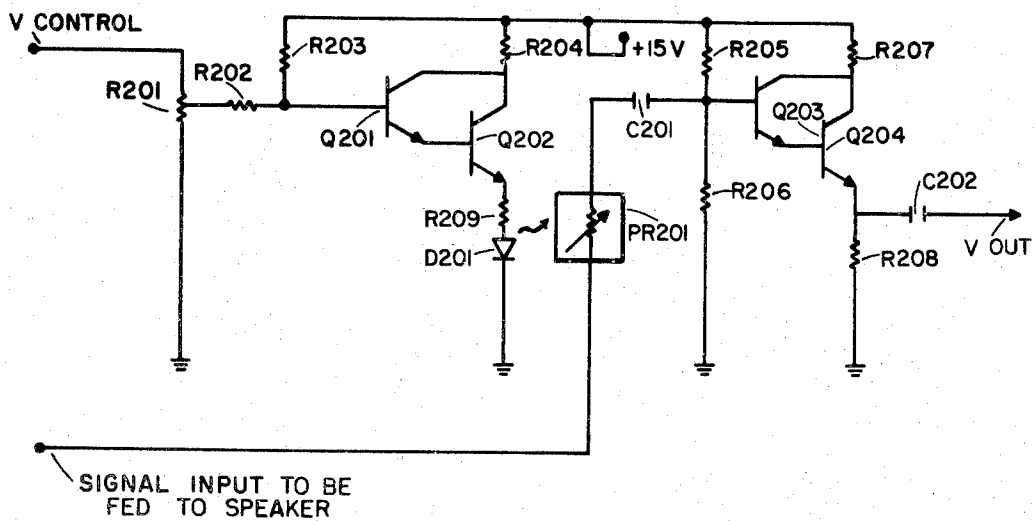 V CONTROL
R203
R204
+15V
R205
R207
R202
R201
Q201
Q202
C201
Q203
Q204
R206
C202
R209
PR201
D201
V OUT
R208
SIGNAL INPUT TO BE
FED TO SPEAKER